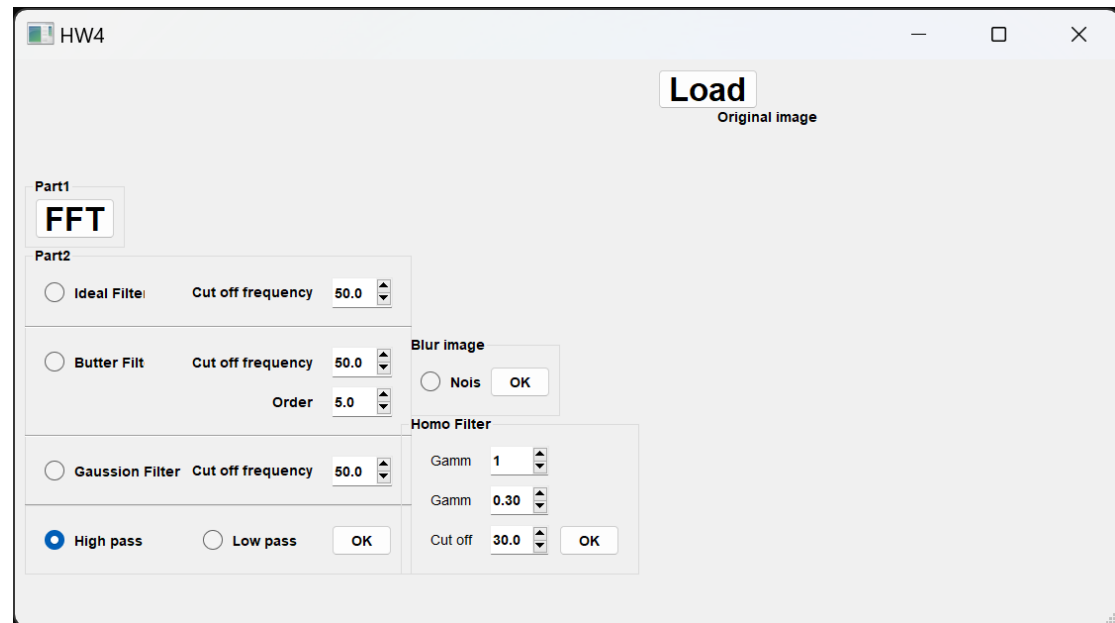 HW4
Load
Original image
Part1
FFT
Part2
Ideal Filte
Cut off frequency 50.0
Butter Filt
Cut off frequency 50.0
Order 5.0
Gaussion Filter Cut off frequency 50.0
High pass Low pass OK
Blur image
Nois OK
Homo Filter
Gamm 1
Gamm 0.30
Cut off 30.0 OK